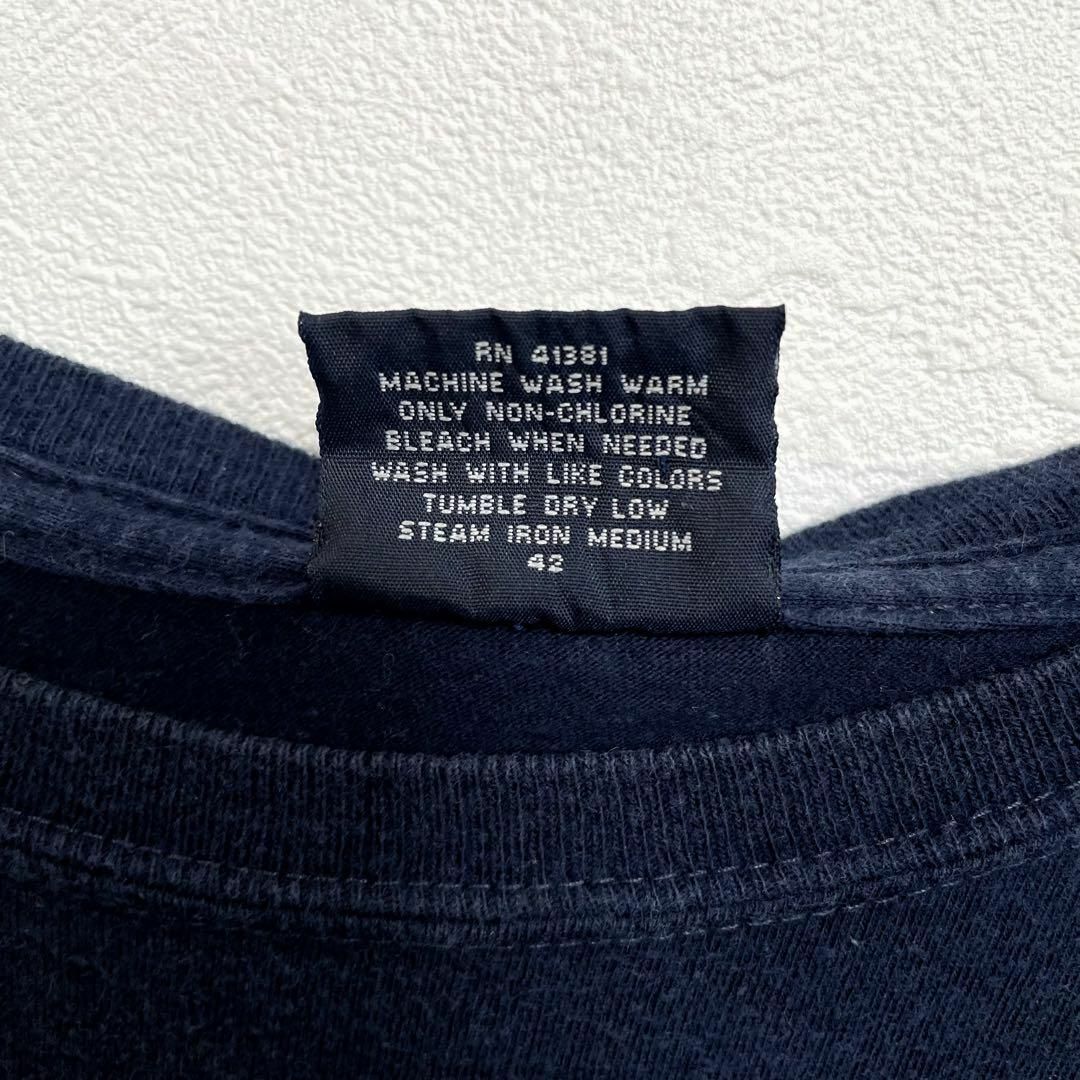 RN 41381
MACHINE WASH WARM
ONLY NON-CHLORINE
BLEACH WHEN NEEDED
WASH WITH LIKE COLORS
TUMBLE DRY LOW
STEAM IRON MEDIUM
42